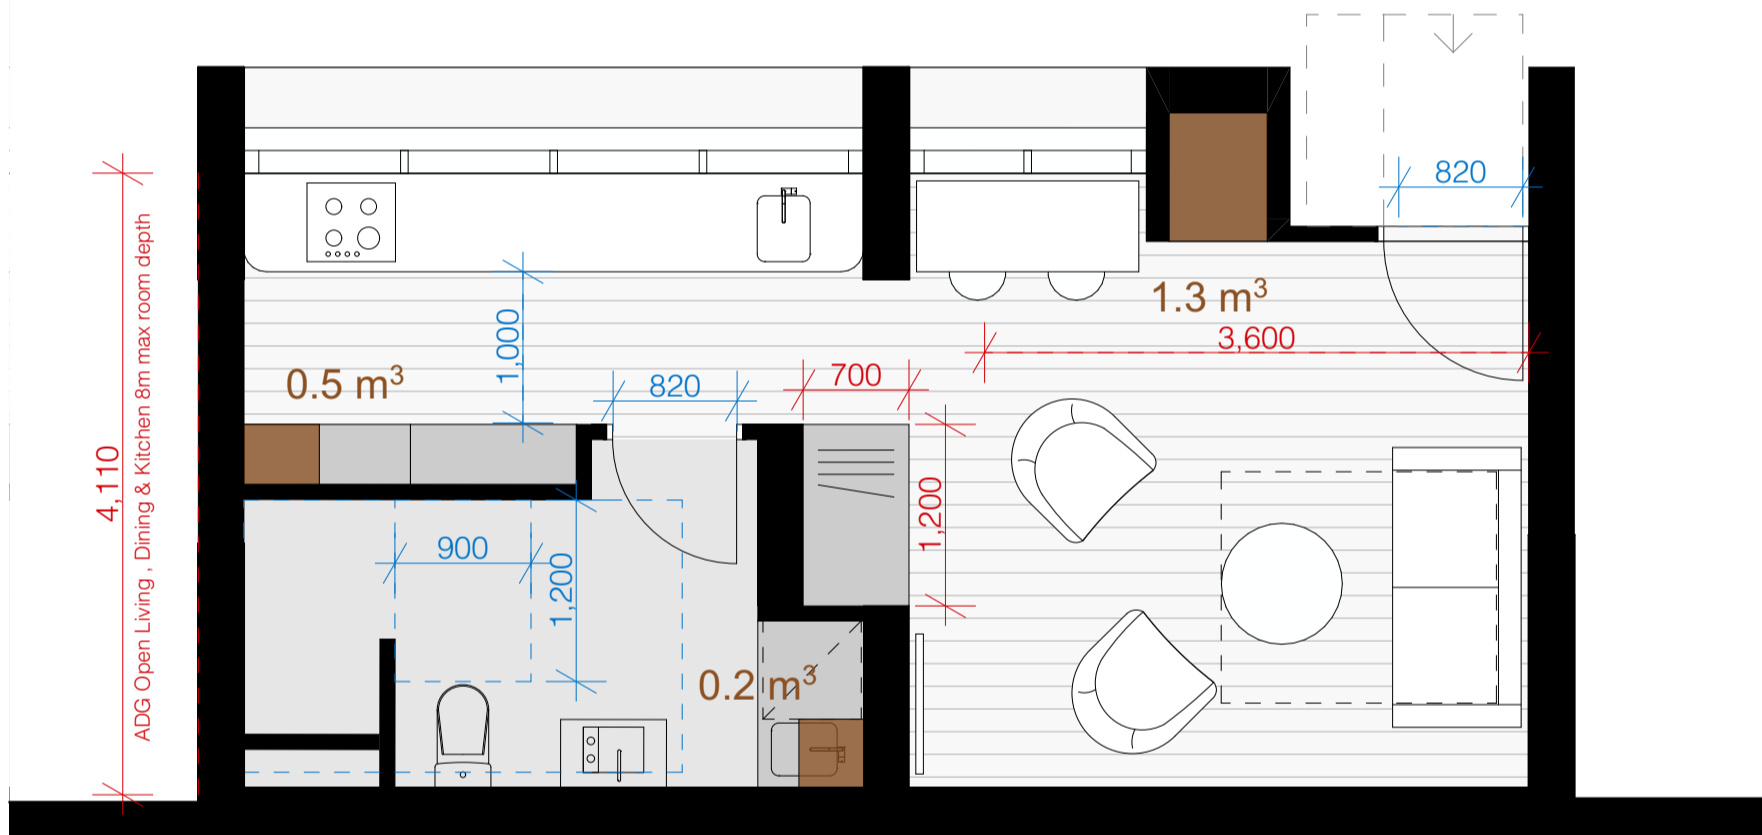 820
1.3 m³
3,600
1,000
0.5 m³
820
700
4,110
ADG Open Living , Dining & Kitchen 8m max room depth
900
1,200
1,200
0.2 m³